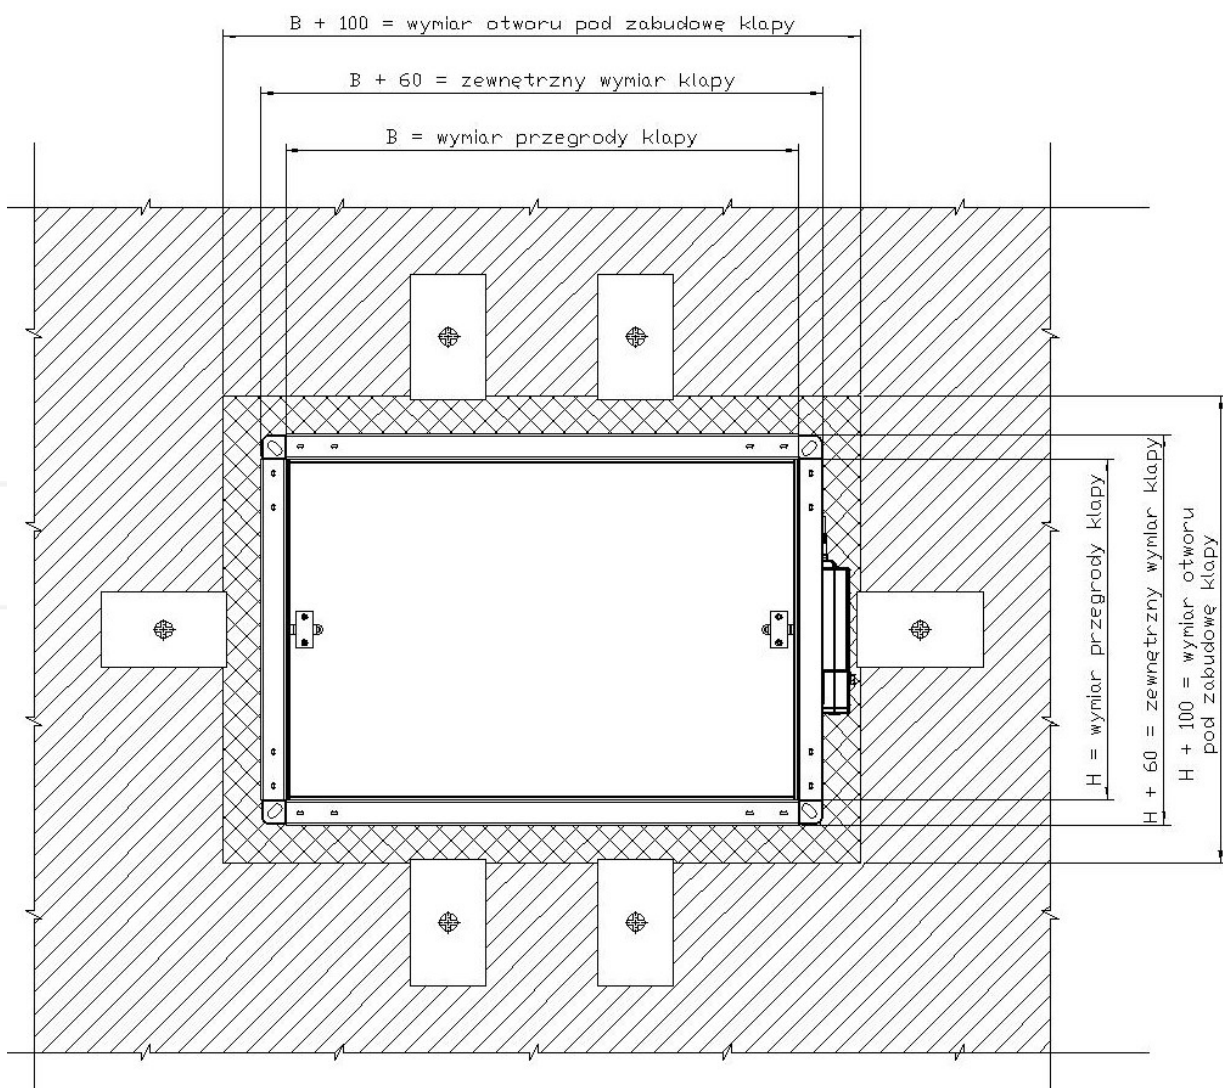 B + 100 = wymiar otworu pod zabudowę klapy
B + 60 = zewnętrzny wymiar klapy
B = wymiar przegrody klapy
H = wymiar przegrody klapy
H + 60 = zewnętrzny wymiar klapy
H + 100 = wymiar otworu
pod zabudowę klapy